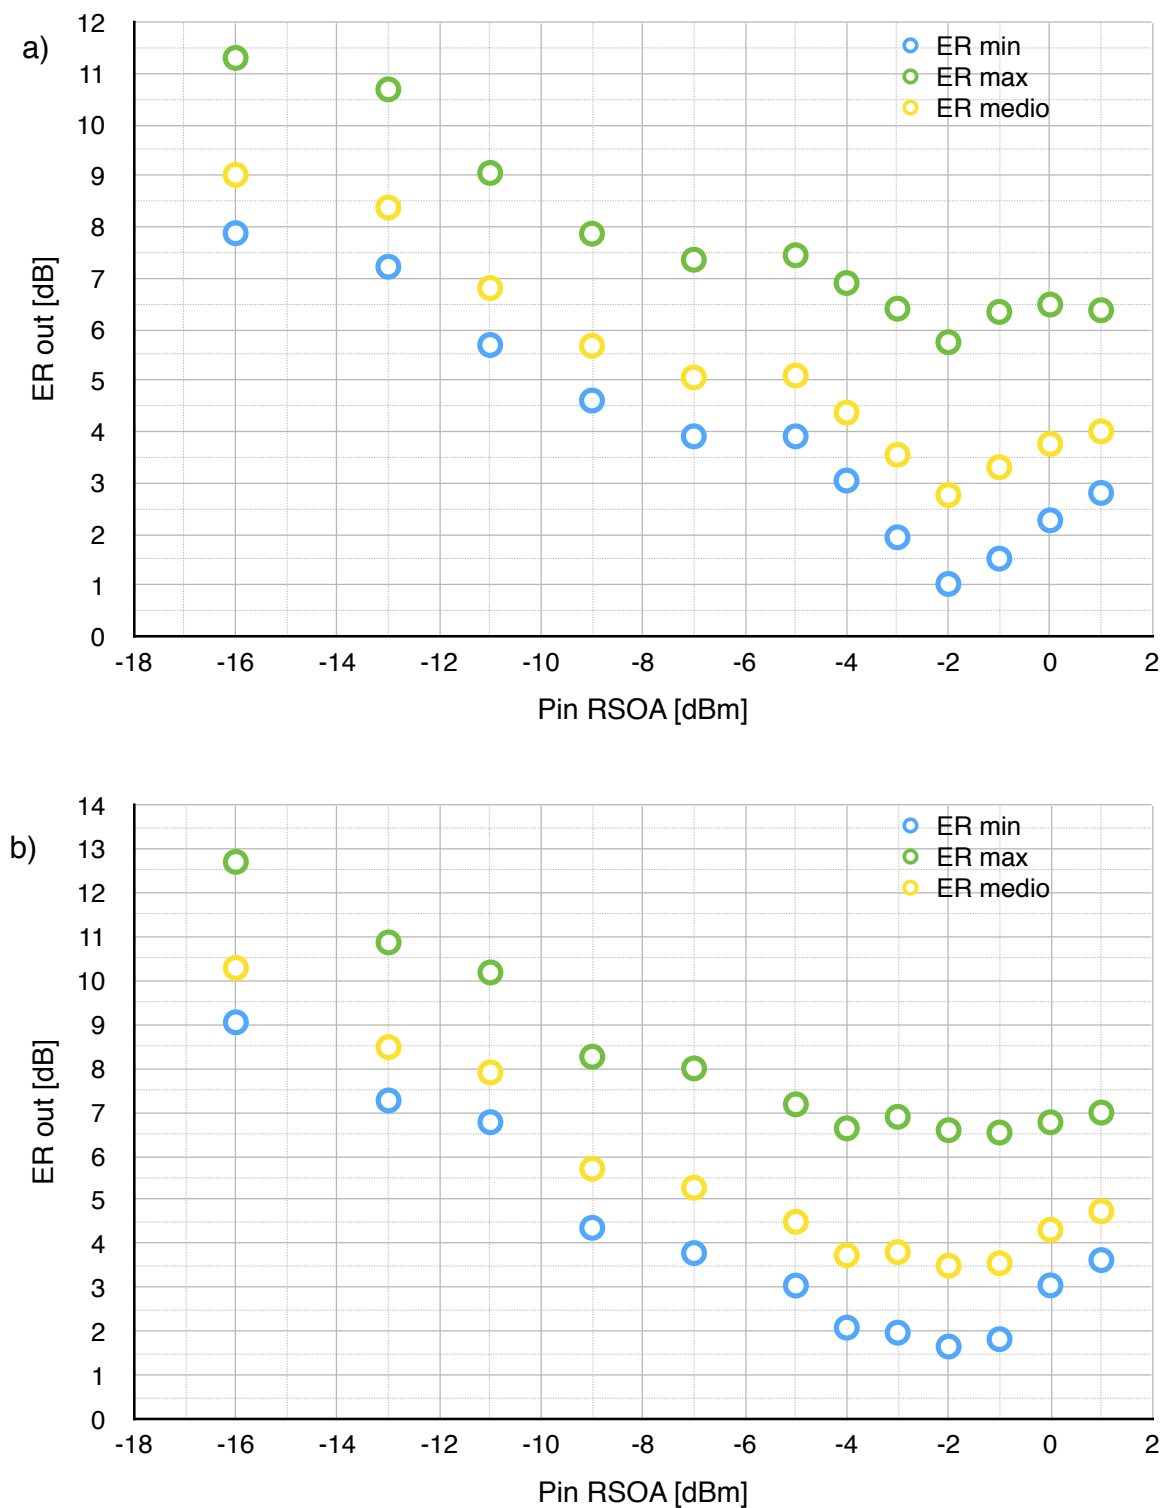 a)
12
11
10
9
8
7
6
5
4
3
2
1
0
ER out [dB]
ER min
ER max
ER medio
-18 -16 -14 -12 -10 -8 -6 -4 -2 0 2
Pin RSOA [dBm]
b)
14
13
12
11
10
9
8
7
6
5
4
3
2
1
0
ER out [dB]
ER min
ER max
ER medio
-18 -16 -14 -12 -10 -8 -6 -4 -2 0 2
Pin RSOA [dBm]